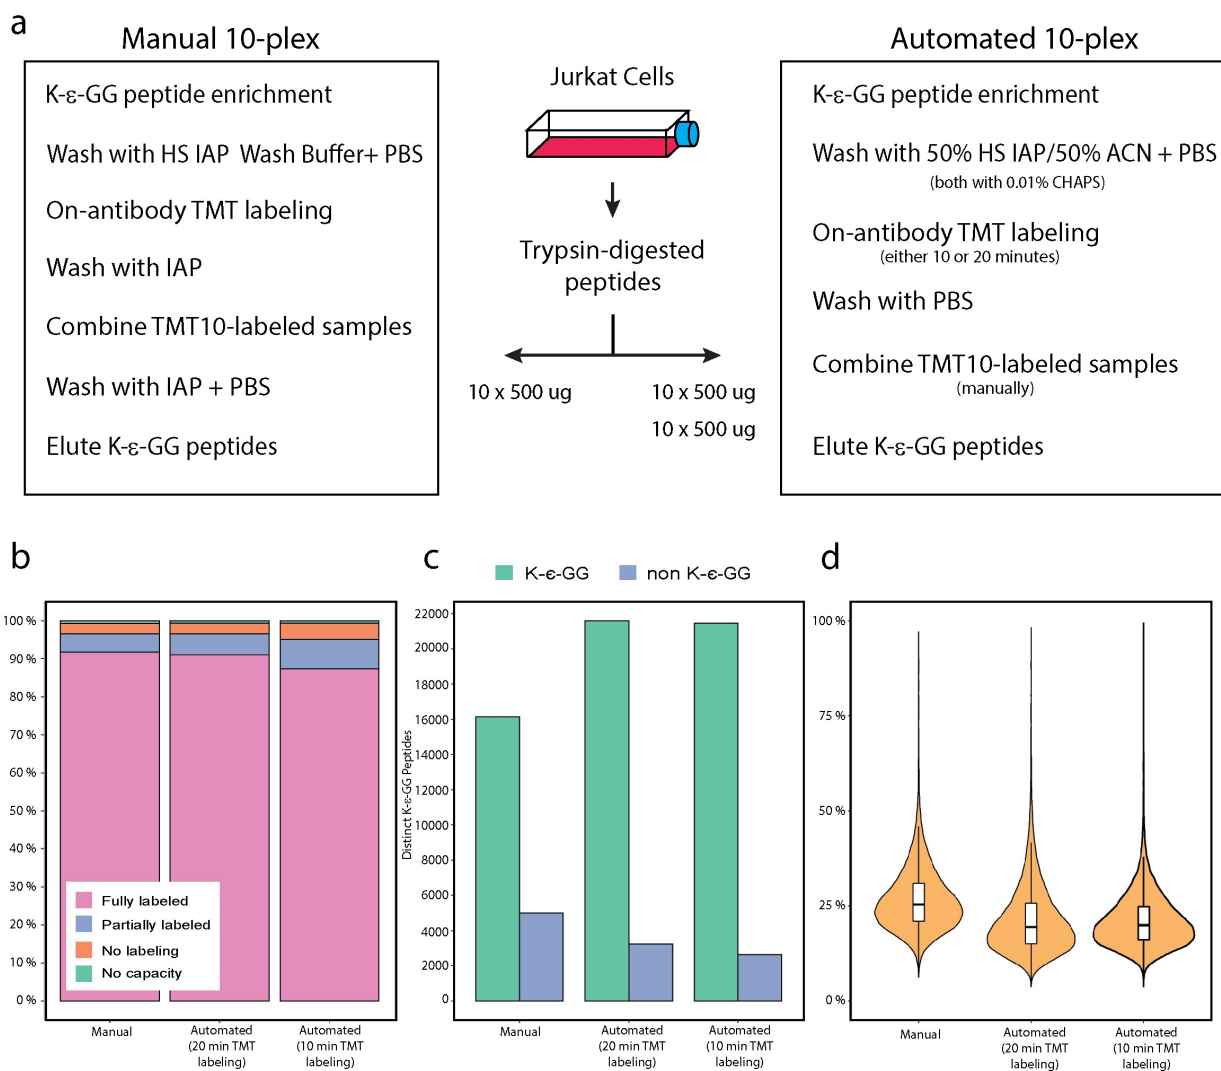 a
Manual 10-plex
K-ε-GG peptide enrichment
Wash with HS IAP Wash Buffer+ PBS
On-antibody TMT labeling
Wash with IAP
Combine TMT10-labeled samples
Wash with IAP + PBS
Elute K-ε-GG peptides
Jurkat Cells
Trypsin-digested
peptides
10 x 500 ug
10 x 500 ug
10 x 500 ug
Automated 10-plex
K-ε-GG peptide enrichment
Wash with 50% HS IAP/50% ACN + PBS
(both with 0.01% CHAPS)
On-antibody TMT labeling
(either 10 or 20 minutes)
Wash with PBS
Combine TMT10-labeled samples
(manually)
Elute K-ε-GG peptides
b
100 %
90 %
80 %
70 %
60 %
50 %
40 %
30 %
20 %
10 %
0 %
Fully labeled
Partially labeled
No labeling
No capacity
Manual
Automated
(20 min TMT
labeling)
Automated
(10 min TMT
labeling)
c
K-ϵ-GG
non K-ϵ-GG
Distinct K-ε-GG Peptides
22000
20000
18000
16000
14000
12000
10000
8000
6000
4000
2000
0
Manual
Automated
(20 min TMT
labeling)
Automated
(10 min TMT
labeling)
d
100 %
75 %
50 %
25 %
0 %
Manual
Automated
(20 min TMT
labeling)
Automated
(10 min TMT
labeling)